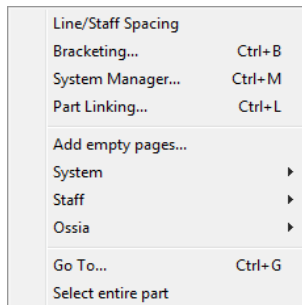 Line/Staff Spacing
Bracketing... Ctrl+B
System Manager... Ctrl+M
Part Linking... Ctrl+L
Add empty pages...
System
Staff
Ossia
Go To... Ctrl+G
Select entire part